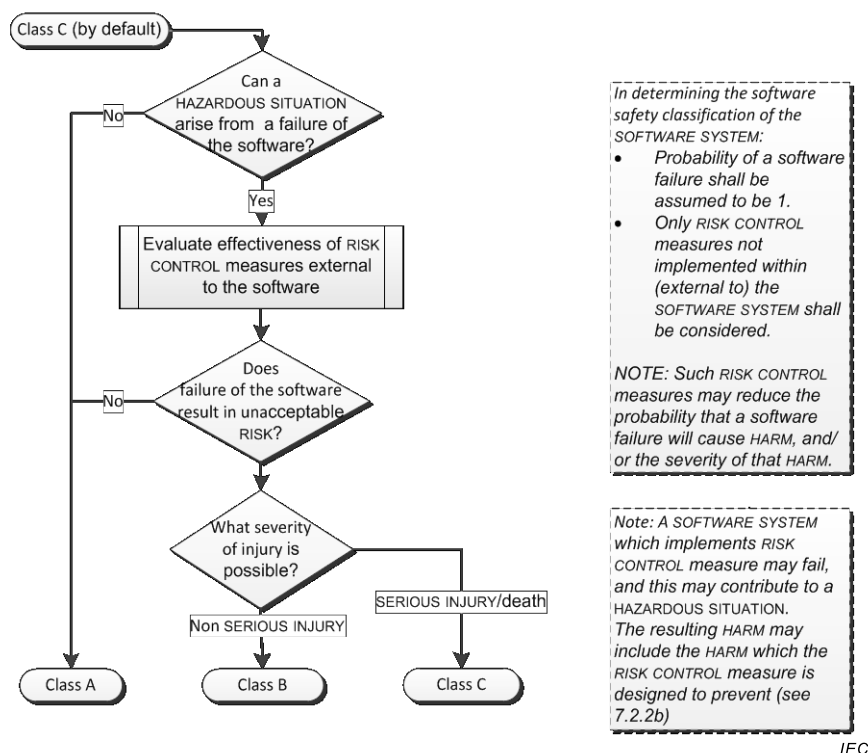 Class C (by default)
Can a
HAZARDOUS SITUATION
arise from a failure of
the software?
No
Yes
Evaluate effectiveness of RISK
CONTROL measures external
to the software
Does
failure of the software
result in unacceptable
RISK?
No
What severity
of injury is
possible?
SERIOUS INJURY/death
Non SERIOUS INJURY
Class A
Class B
Class C
In determining the software
safety classification of the
SOFTWARE SYSTEM:
• Probability of a software
failure shall be
assumed to be 1.
• Only RISK CONTROL
measures not
implemented within
(external to) the
SOFTWARE SYSTEM shall
be considered.
NOTE: Such RISK CONTROL
measures may reduce the
probability that a software
failure will cause HARM, and/
or the severity of that HARM.
Note: A SOFTWARE SYSTEM
which implements RISK
CONTROL measure may fail,
and this may contribute to a
HAZARDOUS SITUATION.
The resulting HARM may
include the HARM which the
RISK CONTROL measure is
designed to prevent (see
7.2.2b)
IEC